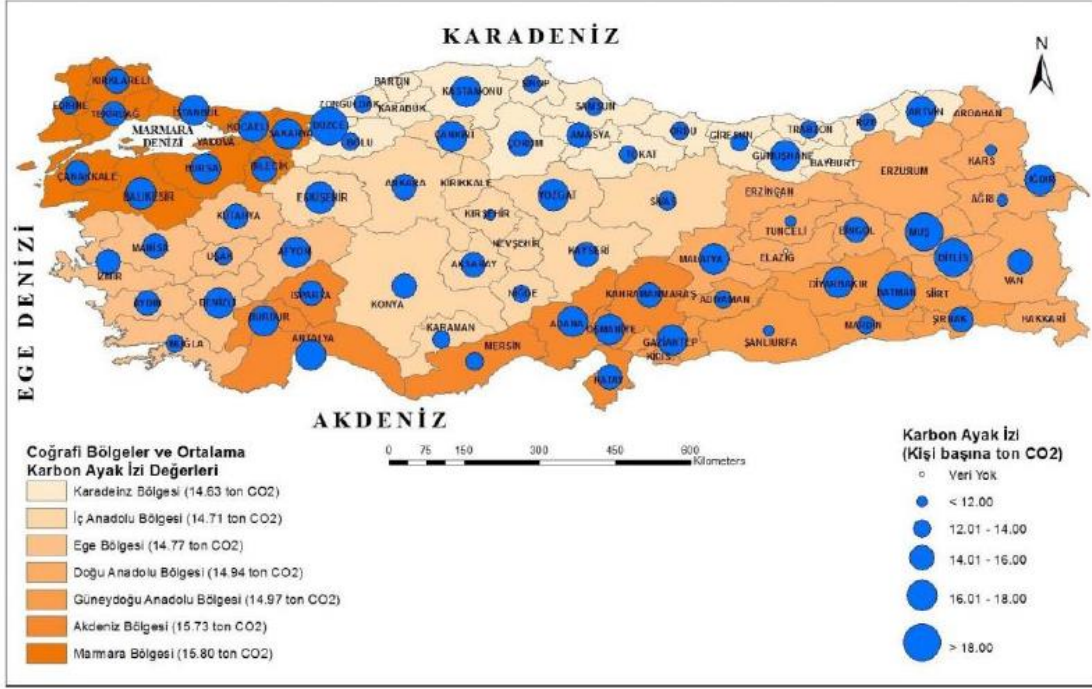 KARADENİZ
N
KIRKLARELİ
EDİRNE
TEKİRDAĞ
İSTANBUL
MARMARA
DENİZİ
YALOVA
KOCAELİ
SAKARYA
DÜZCE
ZONGULDAK
BARTIN
KARABÜK
BOLU
KASTAMONU
SİNOP
SAMSUN
ÇANKIRI
ÇORUM
AMASYA
TOKAT
ORDU
GİRESUN
TRABZON
GÜMÜŞHANE
BAYBURT
RİZE
ARTVİN
ARDAHAN
KARS
IĞDIR
AĞRI
ERZURUM
ERZİNCAN
ÇANAKKALE
BALIKESİR
BURSA
BİLECİK
ESKİŞEHİR
ANKARA
KIRIKKALE
YOZGAT
SİVAS
KIRŞEHİR
NEVŞEHİR
KAYSERİ
AKSARAY
NİĞDE
KONYA
KARAMAN
KÜTAHYA
MANİSA
UŞAK
AFYON
İZMİR
AYDIN
DENİZLİ
MUĞLA
BURDUR
ISPARTA
ANTALYA
MERSİN
ADANA
OSMANİYE
KAHRAMANMARAŞ
HATAY
GAZİANTEP
KİLİS
ADIYAMAN
MALATYA
ELAZIĞ
TUNCELİ
BİNGÖL
MUŞ
BİTLİS
VAN
DİYARBAKIR
BATMAN
SİİRT
ŞIRNAK
HAKKARİ
MARDİN
ŞANLIURFA
EGE DENİZİ
AKDENİZ
0 75 150 300 450 600
Kilometers
Coğrafi Bölgeler ve Ortalama
Karbon Ayak İzi Değerleri
Karadeinz Bölgesi (14.63 ton CO2)
İç Anadolu Bölgesi (14.71 ton CO2)
Ege Bölgesi (14.77 ton CO2)
Doğu Anadolu Bölgesi (14.94 ton CO2)
Güneydoğu Anadolu Bölgesi (14.97 ton CO2)
Akdeniz Bölgesi (15.73 ton CO2)
Marmara Bölgesi (15.80 ton CO2)
Karbon Ayak İzi
(Kişi başına ton CO2)
Veri Yok
< 12.00
12.01 - 14.00
14.01 - 16.00
16.01 - 18.00
> 18.00